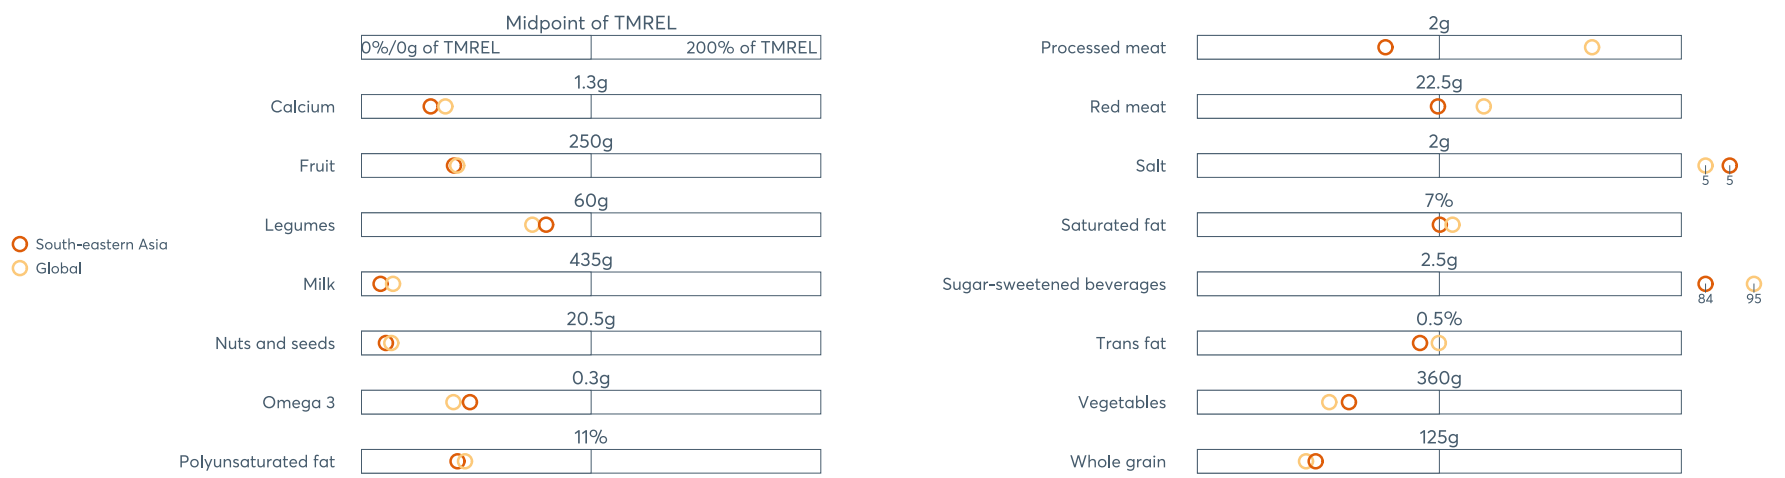 Midpoint of TMREL
0%/0g of TMREL 200% of TMREL
1.3g
Calcium
250g
Fruit
60g
Legumes
435g
Milk
20.5g
Nuts and seeds
0.3g
Omega 3
11%
Polyunsaturated fat
South-eastern Asia
Global
2g
Processed meat
22.5g
Red meat
2g
Salt
5 5
7%
Saturated fat
2.5g
Sugar-sweetened beverages
84 95
0.5%
Trans fat
360g
Vegetables
125g
Whole grain